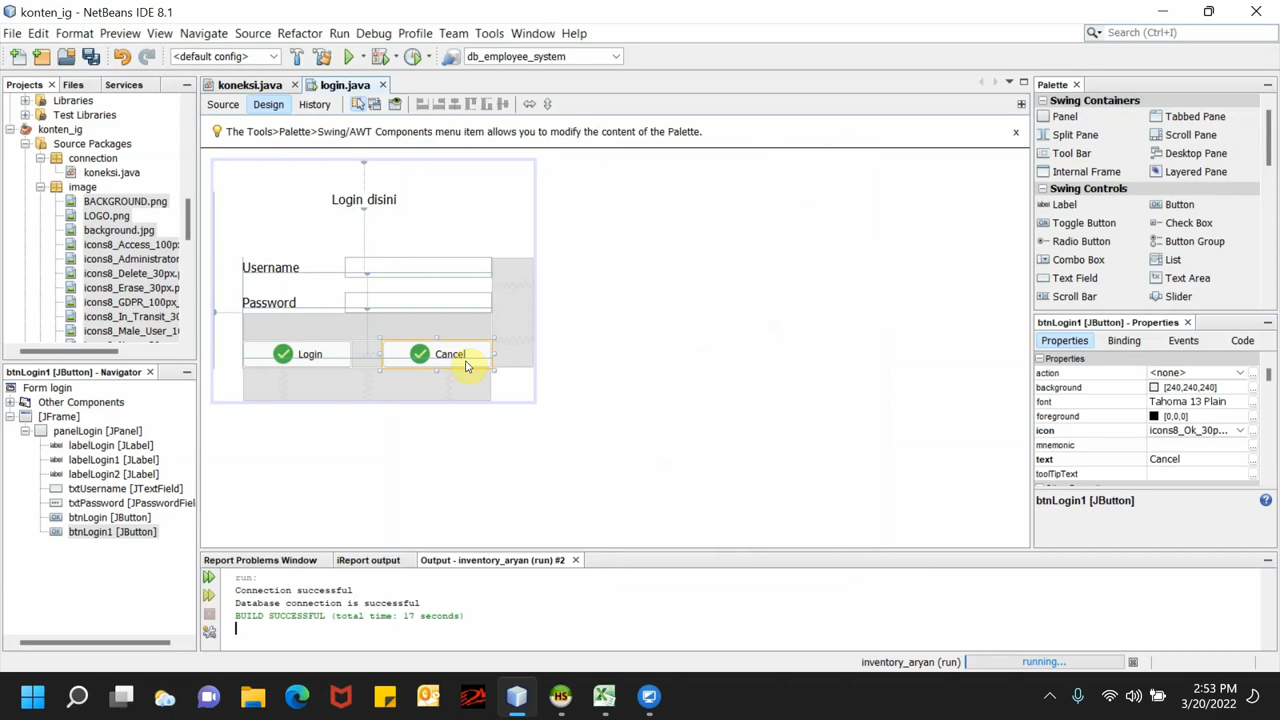 konten_ig - NetBeans IDE 8.1
File Edit Format Preview View Navigate Source Refactor Run Debug Profile Team Tools Window Help
Search (Ctrl+I)
<default config> db_employee_system
Projects Files Services
koneksi.java login.java
Source Design History
The Tools>Palette>Swing/AWT Components menu item allows you to modify the content of the Palette.
Libraries
Test Libraries
konten_ig
Source Packages
connection
koneksi.java
image
BACKGROUND.png
LOGO.png
background.jpg
icons8_Access_100px
icons8_Administrator
icons8_Delete_30px.p
icons8_Erase_30px.p
icons8_GDPR_100px_
icons8_In_Transit_30
icons8_Male_User_1
Login disini
Username
Password
Login Cancel
Palette
Swing Containers
Panel Tabbed Pane
Split Pane Scroll Pane
Tool Bar Desktop Pane
Internal Frame Layered Pane
Swing Controls
Label Button
Toggle Button Check Box
Radio Button Button Group
Combo Box List
Text Field Text Area
Scroll Bar Slider
btnLogin1 [JButton] - Properties
Properties Binding Events Code
Properties
action <none>
background [240,240,240]
font Tahoma 13 Plain
foreground [0,0,0]
icon icons8_Ok_30p...
mnemonic
text Cancel
toolTipText
btnLogin1 [JButton]
btnLogin1 [JButton] - Navigator
Form login
Other Components
[JFrame]
panelLogin [JPanel]
labelLogin [JLabel]
labelLogin1 [JLabel]
labelLogin2 [JLabel]
txtUsername [JTextField]
txtPassword [JPasswordFiel
btnLogin [JButton]
btnLogin1 [JButton]
Report Problems Window iReport output Output - inventory_aryan (run) #2
run:
Connection successful
Database connection is successful
BUILD SUCCESSFUL (total time: 17 seconds)
inventory_aryan (run) running...
2:53 PM
3/20/2022